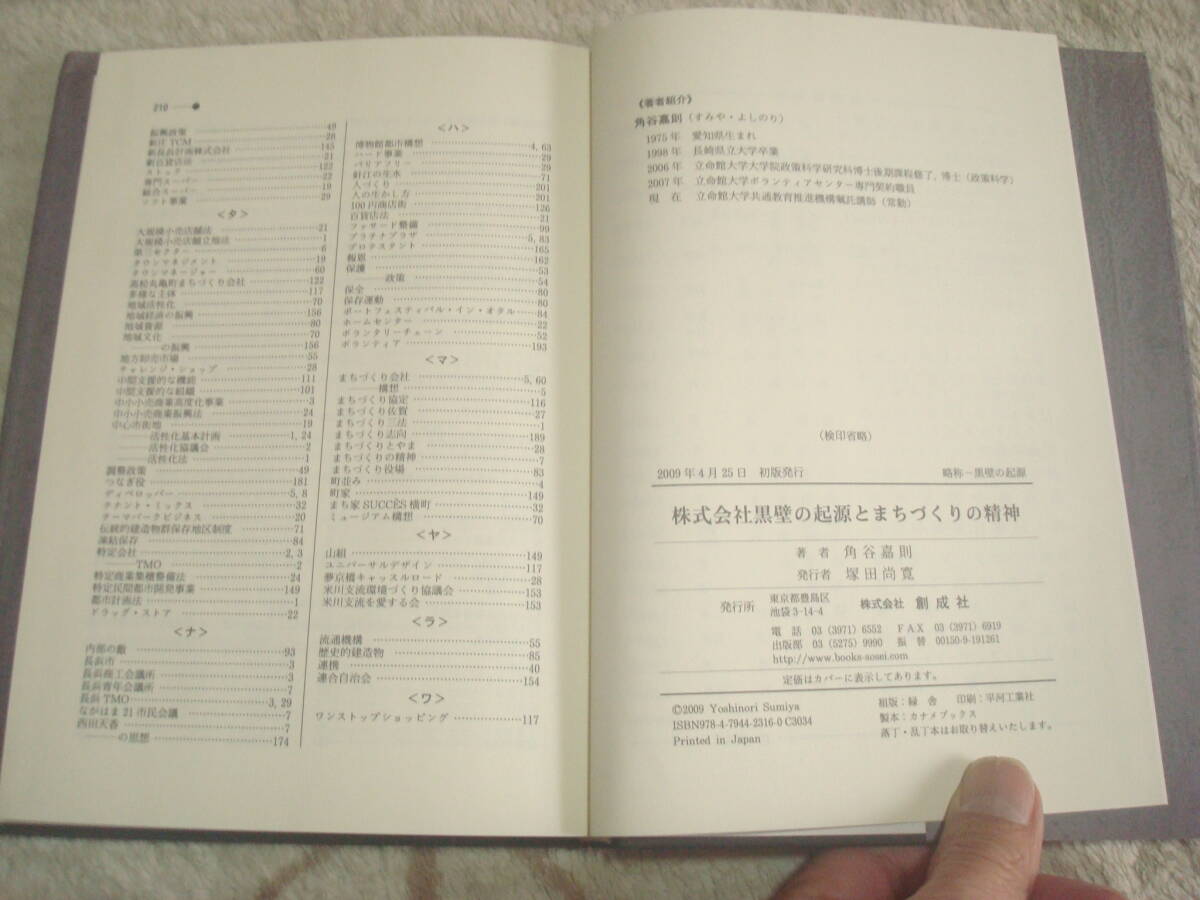 210
振興政策 49
新庄TCM 28
新長浜計画株式会社 145
新百貨店法 21
ストック 122
専門スーパー 22
総合スーパー 19
ソフト事業 29
<タ>
大規模小売店舗法 21
大規模小売店舗立地法 1
第三セクター 6
タウンマネジメント 19
タウンマネージャー 60
高松丸亀町まちづくり会社 122
多様な主体 117
地域活性化 70
地域経済の振興 156
地域資源 80
地域文化 70
――の振興 156
地方卸売市場 55
チャレンジ・ショップ 28
中間支援的な機能 111
中間支援的な組織 101
中小小売商業高度化事業 3
中小小売商業振興法 24
中心市街地 19
――活性化基本計画 1, 24
――活性化協議会 2
――活性化法 1
調整政策 49
つなぎ役 181
ディベロッパー 5, 8
テナント・ミックス 32
テーマパークビジネス 20
伝統的建造物群保存地区制度 71
凍結保存 84
特定会社 2, 3
――TMO 2
特定商業集積整備法 24
特定民間都市開発事業 149
都市計画法 1
ドラッグ・ストア 22
<ナ>
内部の敵 93
長浜市 3
長浜商工会議所 3
長浜青年会議所 7
長浜TMO 3, 29
ながはま21市民会議 7
西田天香 7
――の思想 174
<ハ>
博物館都市構想 4, 63
ハード事業 29
バリアフリー 29
針江の生水 71
人づくり 201
人の生かし方 201
100円商店街 126
百貨店法 21
ファサード整備 99
プラチナプラザ 5, 83
プロテスタント 165
報恩 162
保護 53
――政策 54
保全 80
保存運動 80
ポートフェスティバル・イン・オタル 84
ホームセンター 22
ボランタリーチェーン 52
ボランティア 193
<マ>
まちづくり会社 5, 60
――構想 5
まちづくり協定 116
まちづくり佐賀 27
まちづくり三法 1
まちづくり志向 189
まちづくりとやま 28
まちづくりの精神 7
まちづくり役場 83
町並み 4
町家 149
まち家SUCCÈS横町 32
ミュージアム構想 70
<ヤ>
山組 149
ユニバーサルデザイン 117
夢京橋キャッスルロード 28
米川支流環境づくり協議会 153
米川支流を愛する会 153
<ラ>
流通機構 55
歴史的建造物 85
連携 40
連合自治会 154
<ワ>
ワンストップショッピング 117
《著者紹介》
角谷嘉則（すみや・よしのり）
1975年 愛知県生まれ
1998年 長崎県立大学卒業
2006年 立命館大学大学院政策科学研究科博士後期課程修了，博士（政策科学）
2007年 立命館大学ボランティアセンター専門契約職員
現 在 立命館大学共通教育推進機構嘱託講師（常勤）
（検印省略）
2009年4月25日 初版発行 略称－黒壁の起源
株式会社黒壁の起源とまちづくりの精神
著 者 角谷嘉則
発行者 塚田尚寛
発行所 東京都豊島区池袋3-14-4 株式会社 創成社
電 話 03 (3971) 6552 FAX 03 (3971) 6919
出版部 03 (5275) 9990 振 替 00150-9-191261
http://www.books-sosei.com
定価はカバーに表示してあります。
©2009 Yoshinori Sumiya
ISBN978-4-7944-2316-0 C3034
Printed in Japan
組版：緑 舎 印刷：平河工業社
製本：カナメブックス
落丁・乱丁本はお取り替えいたします。